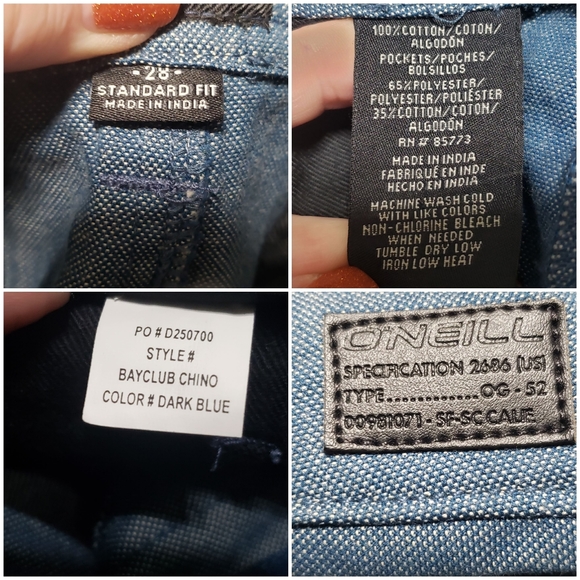 -28-
STANDARD FIT
MADE IN INDIA
100%COTTON/COTON/
ALGODÓN
POCKETS/POCHES/
BOLSILLOS
65%POLYESTER/
POLYESTER/POLIÉSTER
35%COTTON/COTON/
ALGODÓN
RN# 85773
MADE IN INDIA
FABRIQUÉ EN INDE
HECHO EN INDIA
MACHINE WASH COLD
WITH LIKE COLORS
NON-CHLORINE BLEACH
WHEN NEEDED
TUMBLE DRY LOW
IRON LOW HEAT
PO # D250700
STYLE #
BAYCLUB CHINO
COLOR # DARK BLUE
O'NEILL
SPECIFICATION 2686 (US)
TYPE.............OG - 52
D0981071 - SF-SC CALIF.